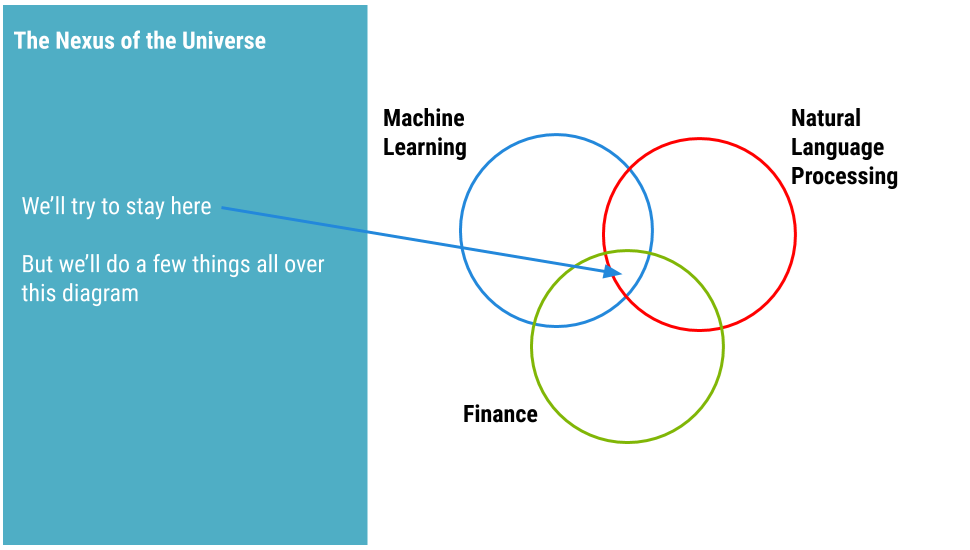 The Nexus of the Universe
We’ll try to stay here
But we’ll do a few things all over
this diagram
Machine
Learning
Natural
Language
Processing
Finance